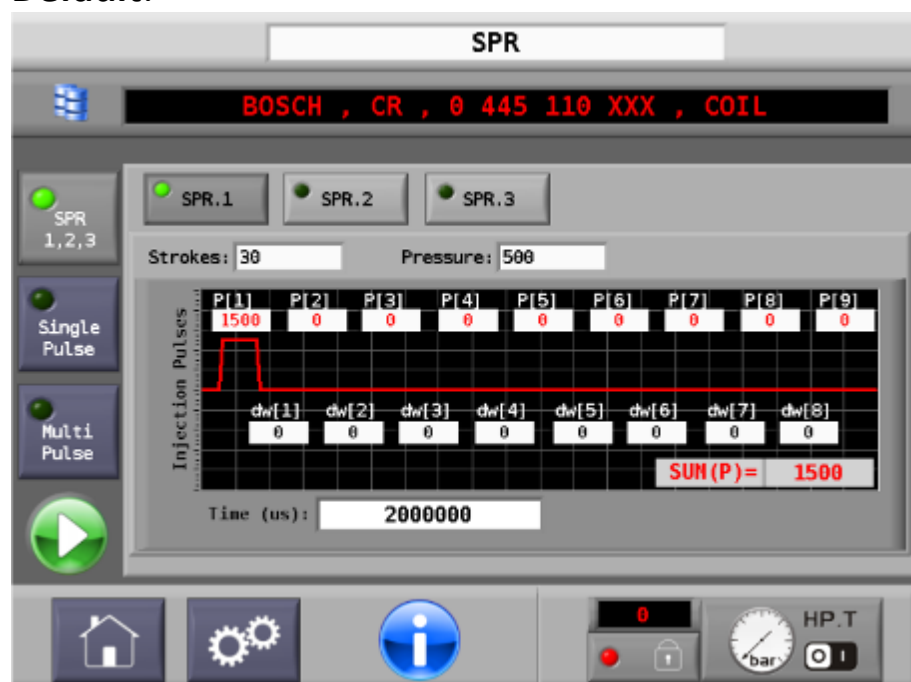 Default:
SPR
BOSCH , CR , 0 445 110 XXX , COIL
SPR
1,2,3
SPR.1 SPR.2 SPR.3
Strokes: 30 Pressure: 500
Single
Pulse
Multi
Pulse
Injection Pulses
P[1] P[2] P[3] P[4] P[5] P[6] P[7] P[8] P[9]
1500 0 0 0 0 0 0 0 0
dw[1] dw[2] dw[3] dw[4] dw[5] dw[6] dw[7] dw[8]
0 0 0 0 0 0 0 0
SUM(P)= 1500
Time (us): 2000000
i
0
bar
HP.T
O I